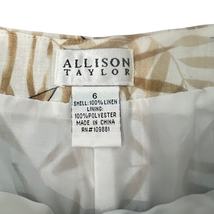 ALLISON
TAYLOR
6
SHELL: 100% LINEN
LINING:
100% POLYESTER
MADE IN CHINA
RN# 109881